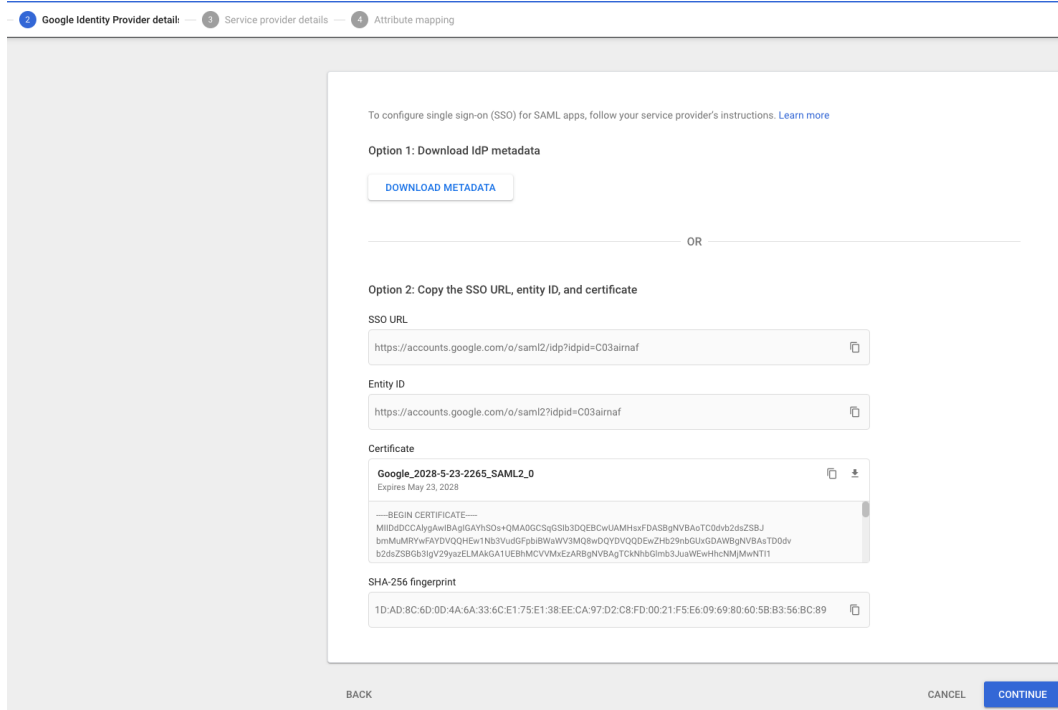 2 Google Identity Provider details 3 Service provider details 4 Attribute mapping
To configure single sign-on (SSO) for SAML apps, follow your service provider's instructions. Learn more
Option 1: Download IdP metadata
DOWNLOAD METADATA
OR
Option 2: Copy the SSO URL, entity ID, and certificate
SSO URL
https://accounts.google.com/o/saml2/idp?idpid=C03airnaf
Entity ID
https://accounts.google.com/o/saml2?idpid=C03airnaf
Certificate
Google_2028-5-23-2265_SAML2_0
Expires May 23, 2028
-----BEGIN CERTIFICATE-----
MIIDdDCCAlygAwIBAgIGAYhSOs+QMA0GCSqGSIb3DQEBCwUAMHsxFDASBgNVBAoTC0dvb2dsZSBJ
bmMuMRYwFAYDVQQHEw1Nb3VudGFpbiBWaWV3MQ8wDQYDVQQDEwZHb29nbGUxGDAWBgNVBAsTD0dv
b2dsZSBGb3IgV29yazELMAkGA1UEBhMCVVMxEzARBgNVBAgTCkNhbGlmb3JuaWEwHhcNMjMwNTI1
SHA-256 fingerprint
1D:AD:8C:6D:0D:4A:6A:33:6C:E1:75:E1:38:EE:CA:97:D2:C8:FD:00:21:F5:E6:09:69:80:60:5B:B3:56:BC:89
BACK CANCEL CONTINUE